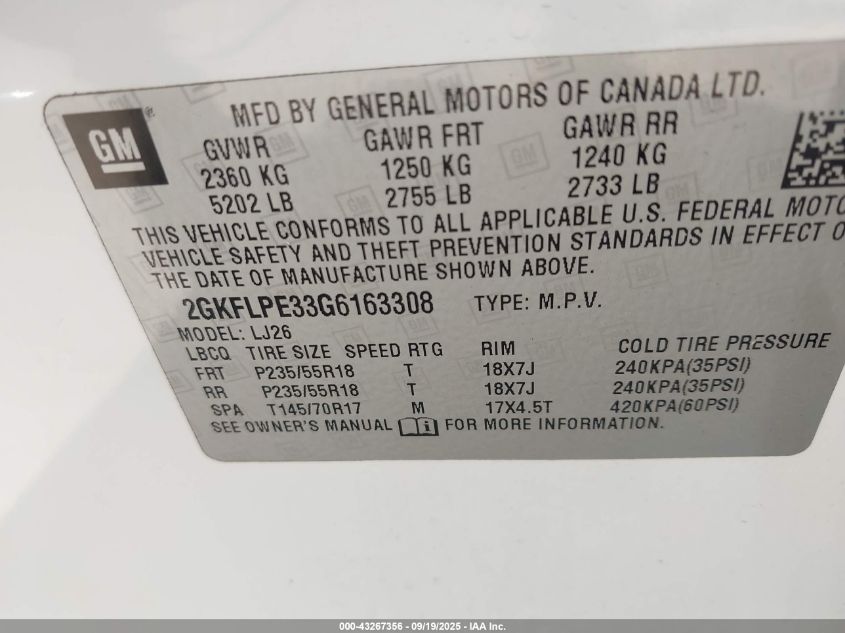 MFD BY GENERAL MOTORS OF CANADA LTD.
GM ®
GVWR GAWR FRT GAWR RR
2360 KG 1250 KG 1240 KG
5202 LB 2755 LB 2733 LB
THIS VEHICLE CONFORMS TO ALL APPLICABLE U.S. FEDERAL MOTO
VEHICLE SAFETY AND THEFT PREVENTION STANDARDS IN EFFECT O
THE DATE OF MANUFACTURE SHOWN ABOVE.
2GKFLPE33G6163308 TYPE: M.P.V.
MODEL: LJ26
LBCQ TIRE SIZE SPEED RTG RIM COLD TIRE PRESSURE
FRT P235/55R18 T 18X7J 240KPA(35PSI)
RR P235/55R18 T 18X7J 240KPA(35PSI)
SPA T145/70R17 M 17X4.5T 420KPA(60PSI)
SEE OWNER'S MANUAL i FOR MORE INFORMATION.
000-43267356 - 09/19/2025 - IAA Inc.